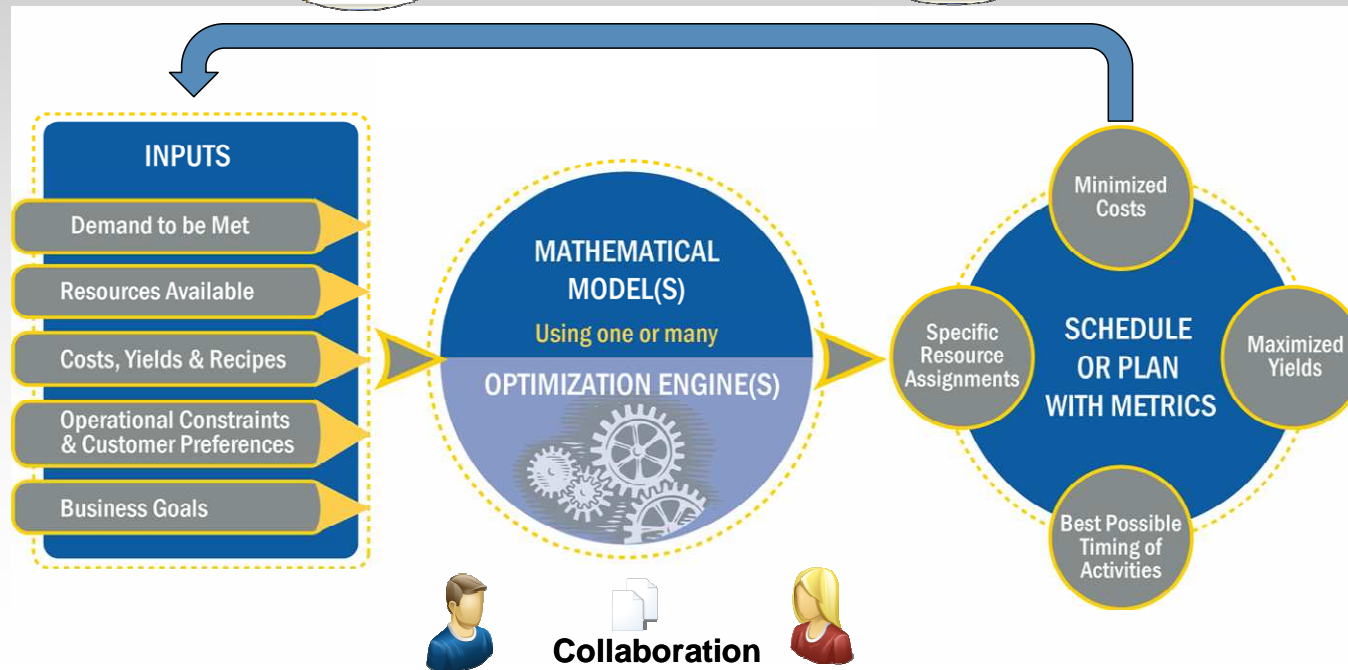 INPUTS
Demand to be Met
Resources Available
Costs, Yields & Recipes
Operational Constraints
& Customer Preferences
Business Goals
MATHEMATICAL
MODEL(S)
Using one or many
OPTIMIZATION ENGINE(S)
Minimized
Costs
Specific
Resource
Assignments
SCHEDULE
OR PLAN
WITH METRICS
Maximized
Yields
Best Possible
Timing of
Activities
Collaboration